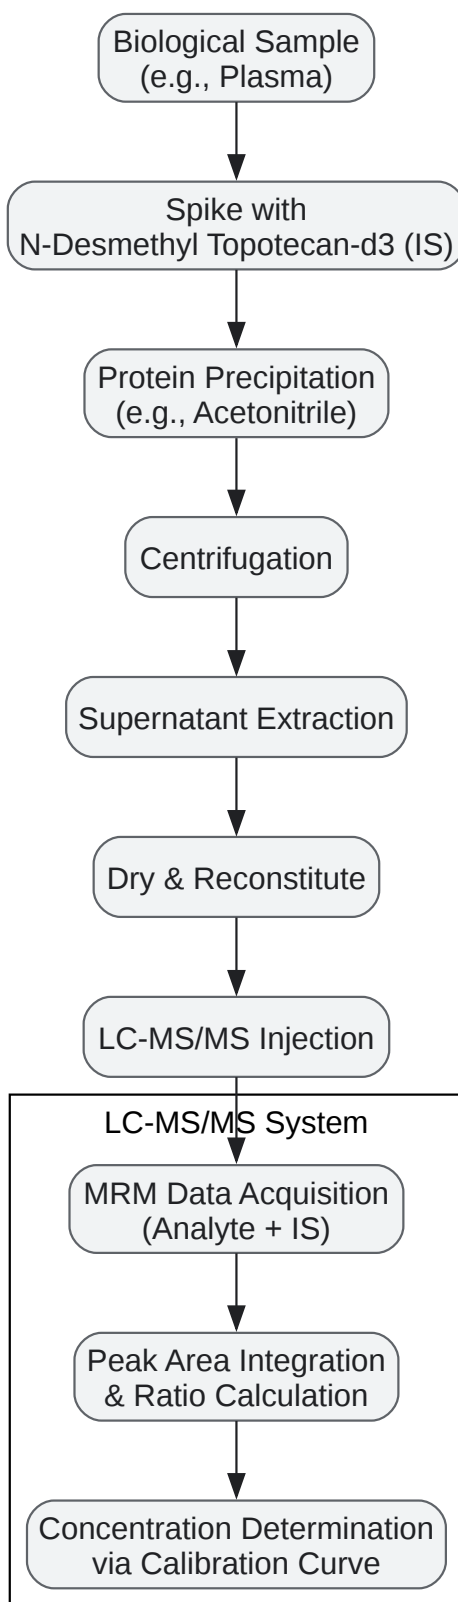 Biological Sample
(e.g., Plasma)
Spike with
N-Desmethyl Topotecan-d3 (IS)
Protein Precipitation
(e.g., Acetonitrile)
Centrifugation
Supernatant Extraction
Dry & Reconstitute
LC-MS/MS Injection
LC-MS/MS System
MRM Data Acquisition
(Analyte + IS)
Peak Area Integration
& Ratio Calculation
Concentration Determination
via Calibration Curve